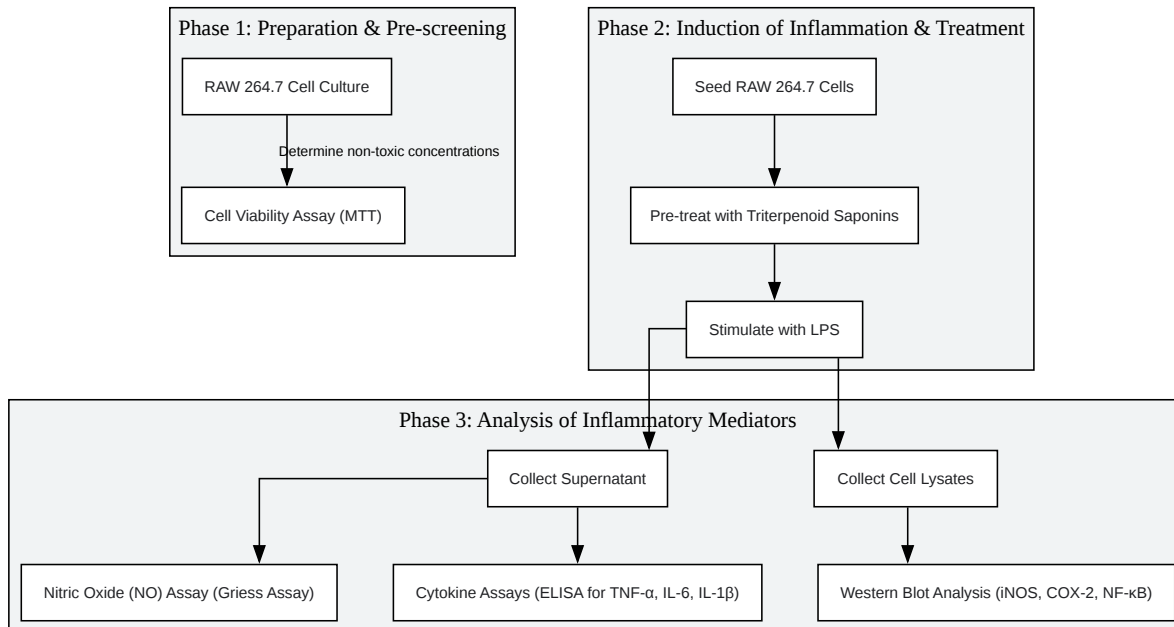 Phase 1: Preparation & Pre-screening
RAW 264.7 Cell Culture
Determine non-toxic concentrations
Cell Viability Assay (MTT)
Phase 2: Induction of Inflammation & Treatment
Seed RAW 264.7 Cells
Pre-treat with Triterpenoid Saponins
Stimulate with LPS
Phase 3: Analysis of Inflammatory Mediators
Collect Supernatant
Collect Cell Lysates
Nitric Oxide (NO) Assay (Griess Assay)
Cytokine Assays (ELISA for TNF-α, IL-6, IL-1β)
Western Blot Analysis (iNOS, COX-2, NF-κB)